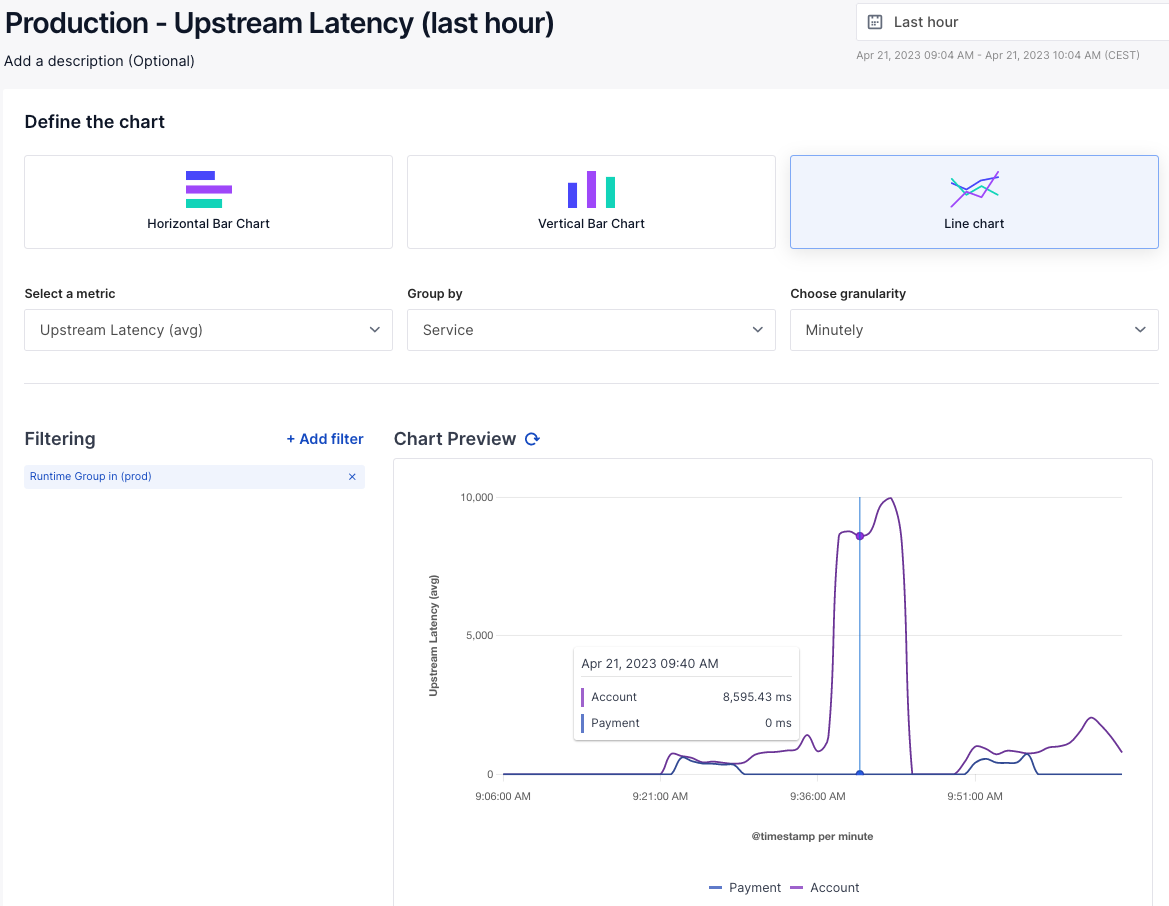 Production - Upstream Latency (last hour)
Last hour
Add a description (Optional)
Apr 21, 2023 09:04 AM - Apr 21, 2023 10:04 AM (CEST)
Define the chart
Horizontal Bar Chart
Vertical Bar Chart
Line chart
Select a metric
Group by
Choose granularity
Upstream Latency (avg)
Service
Minutely
Filtering
+ Add filter
Chart Preview
Runtime Group in (prod) ×
10,000
5,000
0
Upstream Latency (avg)
Apr 21, 2023 09:40 AM
Account 8,595.43 ms
Payment 0 ms
9:06:00 AM 9:21:00 AM 9:36:00 AM 9:51:00 AM
@timestamp per minute
Payment Account